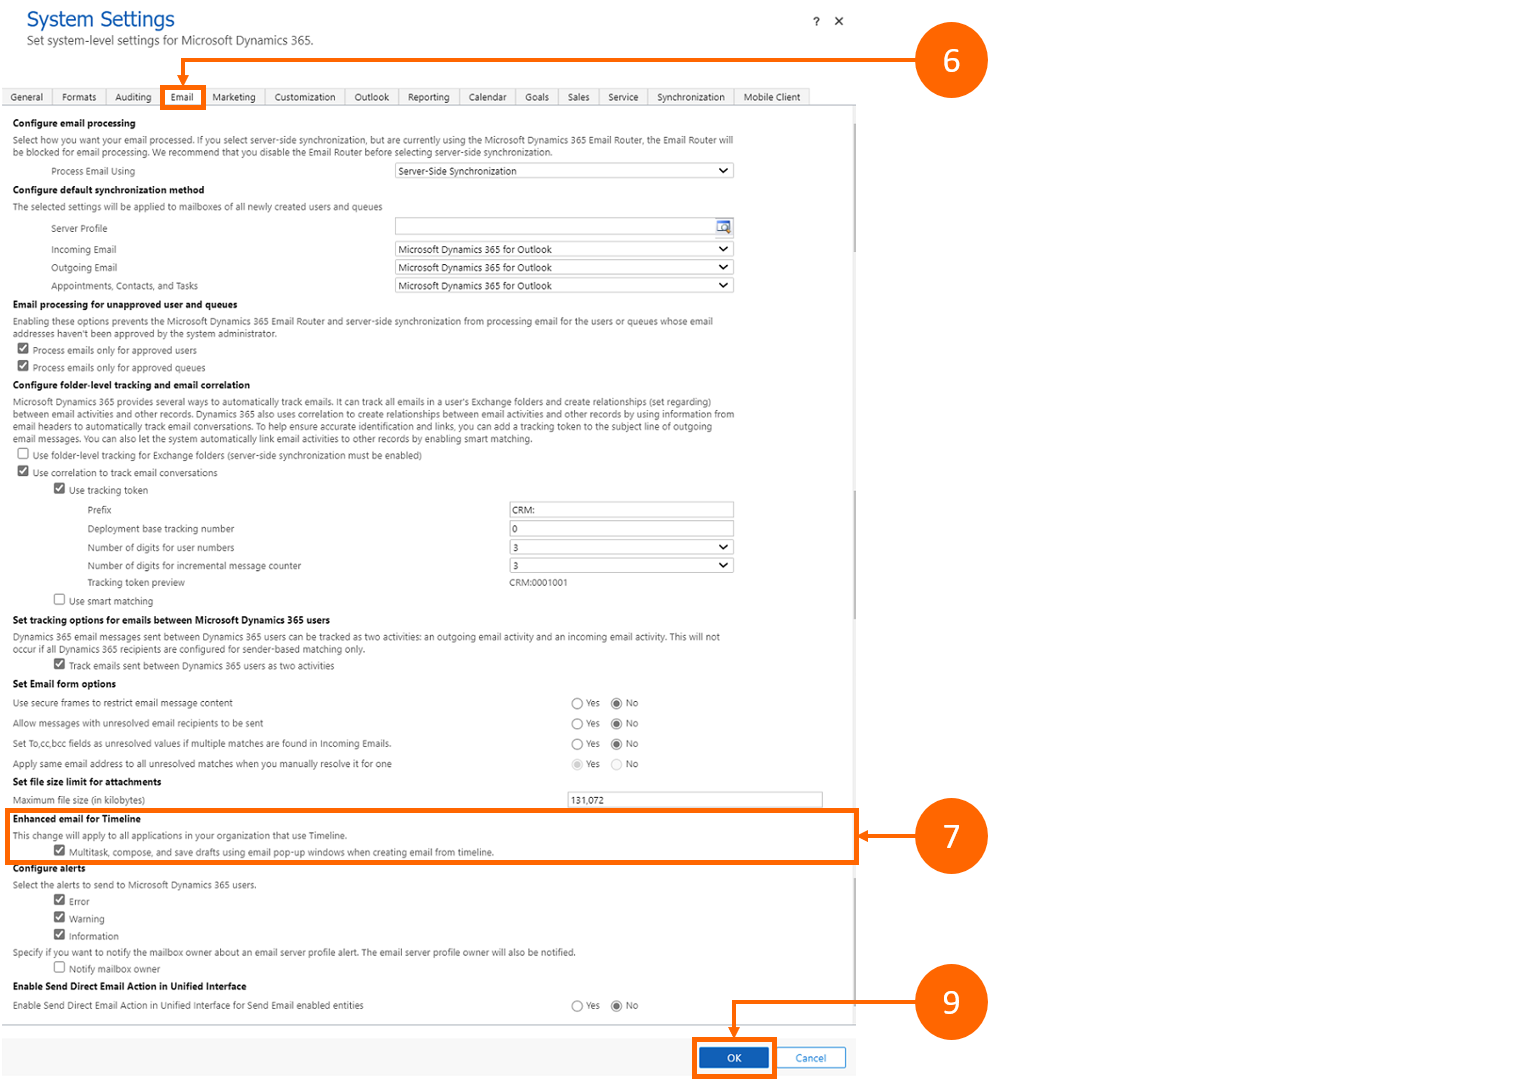 System Settings
? ×
Set system-level settings for Microsoft Dynamics 365.
6
General Formats Auditing Email Marketing Customization Outlook Reporting Calendar Goals Sales Service Synchronization Mobile Client
Configure email processing
Select how you want your email processed. If you select server-side synchronization, but are currently using the Microsoft Dynamics 365 Email Router, the Email Router will
be blocked for email processing. We recommend that you disable the Email Router before selecting server-side synchronization.
Process Email Using Server-Side Synchronization
Configure default synchronization method
The selected settings will be applied to mailboxes of all newly created users and queues
Server Profile
Incoming Email Microsoft Dynamics 365 for Outlook
Outgoing Email Microsoft Dynamics 365 for Outlook
Appointments, Contacts, and Tasks Microsoft Dynamics 365 for Outlook
Email processing for unapproved user and queues
Enabling these options prevents the Microsoft Dynamics 365 Email Router and server-side synchronization from processing email for the users or queues whose email
addresses haven't been approved by the system administrator.
Process emails only for approved users
Process emails only for approved queues
Configure folder-level tracking and email correlation
Microsoft Dynamics 365 provides several ways to automatically track emails. It can track all emails in a user's Exchange folders and create relationships (set regarding)
between email activities and other records. Dynamics 365 also uses correlation to create relationships between email activities and other records by using information from
email headers to automatically track email conversations. To help ensure accurate identification and links, you can add a tracking token to the subject line of outgoing
email messages. You can also let the system automatically link email activities to other records by enabling smart matching.
Use folder-level tracking for Exchange folders (server-side synchronization must be enabled)
Use correlation to track email conversations
Use tracking token
Prefix CRM:
Deployment base tracking number 0
Number of digits for user numbers 3
Number of digits for incremental message counter 3
Tracking token preview CRM:0001001
Use smart matching
Set tracking options for emails between Microsoft Dynamics 365 users
Dynamics 365 email messages sent between Dynamics 365 users can be tracked as two activities: an outgoing email activity and an incoming email activity. This will not
occur if all Dynamics 365 recipients are configured for sender-based matching only.
Track emails sent between Dynamics 365 users as two activities
Set Email form options
Use secure frames to restrict email message content Yes No
Allow messages with unresolved email recipients to be sent Yes No
Set To,cc,bcc fields as unresolved values if multiple matches are found in Incoming Emails. Yes No
Apply same email address to all unresolved matches when you manually resolve it for one Yes No
Set file size limit for attachments
Maximum file size (in kilobytes) 131,072
Enhanced email for Timeline
This change will apply to all applications in your organization that use Timeline.
7
Multitask, compose, and save drafts using email pop-up windows when creating email from timeline.
Configure alerts
Select the alerts to send to Microsoft Dynamics 365 users.
Error
Warning
Information
Specify if you want to notify the mailbox owner about an email server profile alert. The email server profile owner will also be notified.
Notify mailbox owner
Enable Send Direct Email Action in Unified Interface
Enable Send Direct Email Action in Unified Interface for Send Email enabled entities Yes No
9
OK Cancel